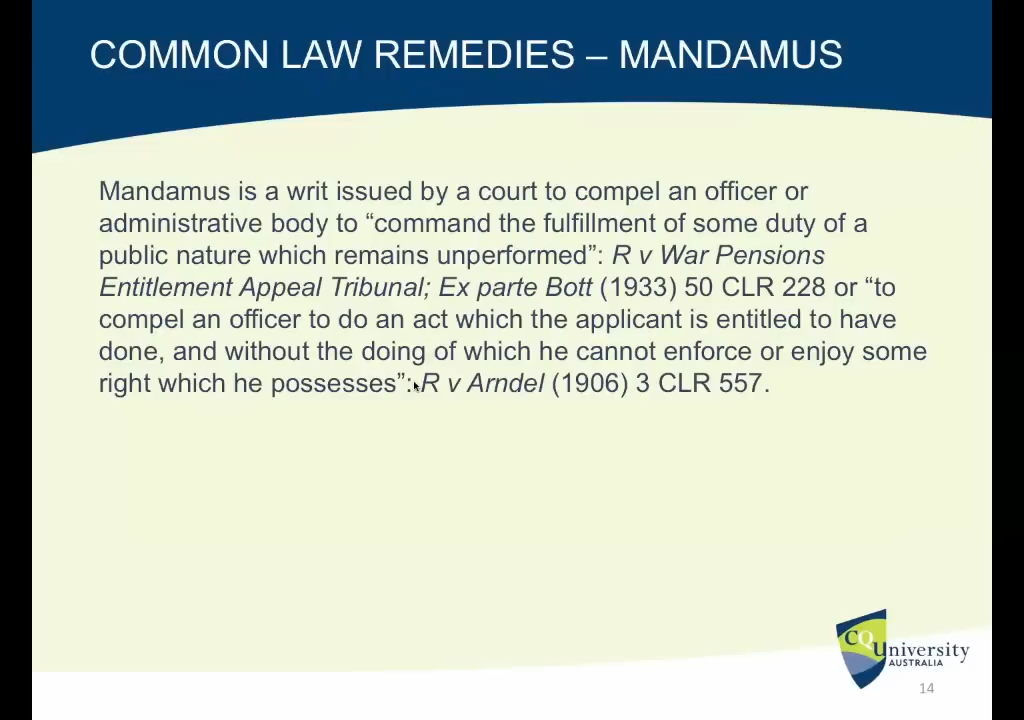 COMMON LAW REMEDIES – MANDAMUS
Mandamus is a writ issued by a court to compel an officer or
administrative body to “command the fulfillment of some duty of a
public nature which remains unperformed”: R v War Pensions
Entitlement Appeal Tribunal; Ex parte Bott (1933) 50 CLR 228 or “to
compel an officer to do an act which the applicant is entitled to have
done, and without the doing of which he cannot enforce or enjoy some
right which he possesses”: R v Arndel (1906) 3 CLR 557.
CQUniversity
AUSTRALIA
14